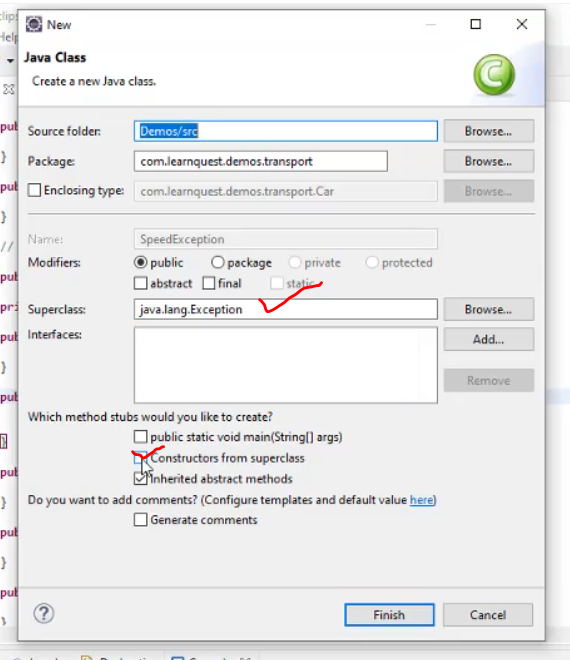 New
Java Class
Create a new Java class.
Source folder: Demos/src Browse...
Package: com.learnquest.demos.transport Browse...
Enclosing type: com.learnquest.demos.transport.Car Browse...
Name: SpeedException
Modifiers: public package private protected
abstract final static
Superclass: java.lang.Exception Browse...
Interfaces: Add...
Remove
Which method stubs would you like to create?
public static void main(String[] args)
Constructors from superclass
Inherited abstract methods
Do you want to add comments? (Configure templates and default value here)
Generate comments
? Finish Cancel